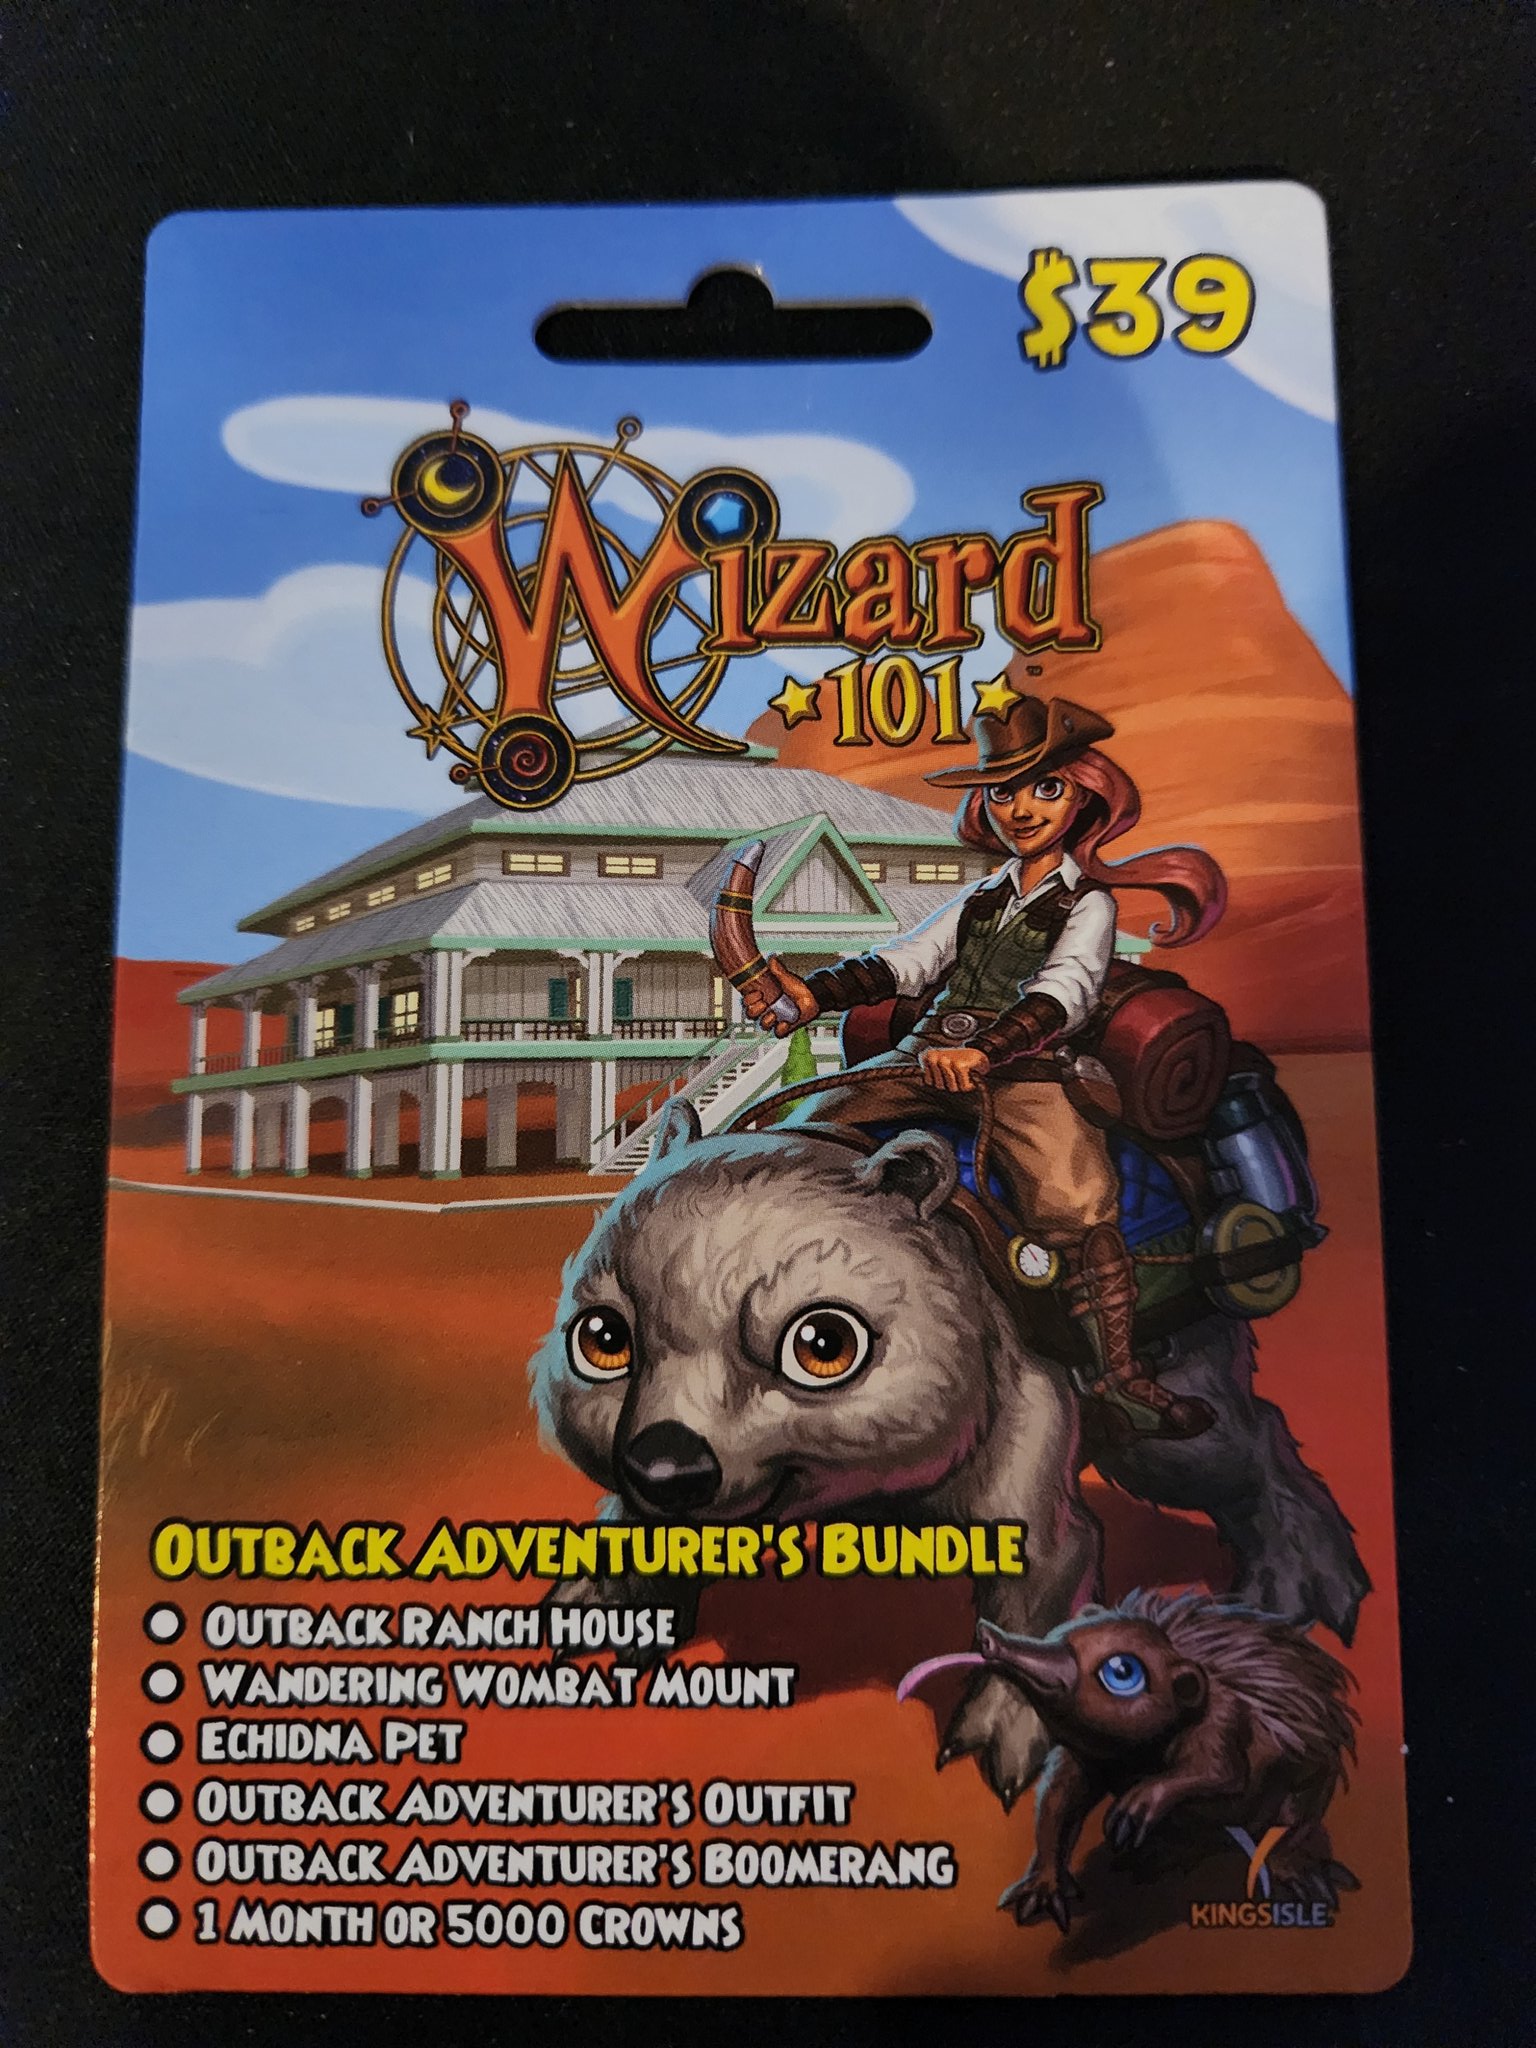 $39
Wizard
101
TM
OUTBACK ADVENTURER'S BUNDLE
• OUTBACK RANCH HOUSE
• WANDERING WOMBAT MOUNT
• ECHIDNA PET
• OUTBACK ADVENTURER'S OUTFIT
• OUTBACK ADVENTURER'S BOOMERANG
• 1 MONTH OR 5000 CROWNS
KINGSISLE